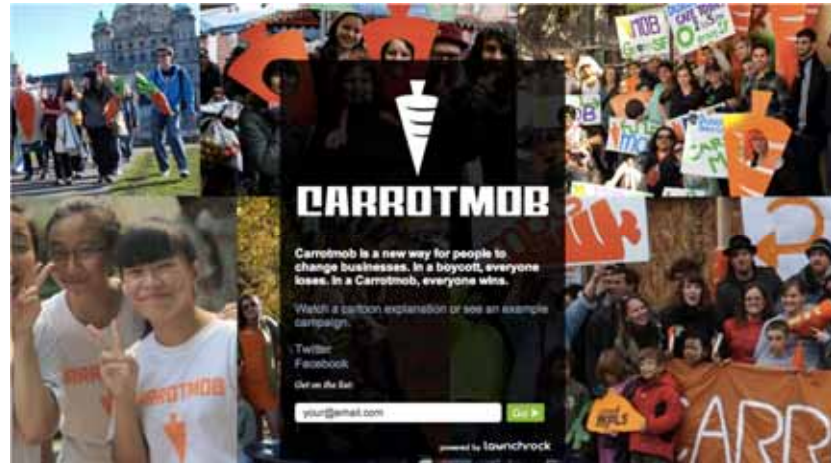 CARROTMOB
Carrotmob is a new way for people to
change businesses. In a boycott, everyone
loses. In a Carrotmob, everyone wins.
Watch a cartoon explanation or see an example
campaign.
Twitter
Facebook
Get on the list:
your@email.com
Go
powered by launchrock
MOB
CARROTMOB
ARR